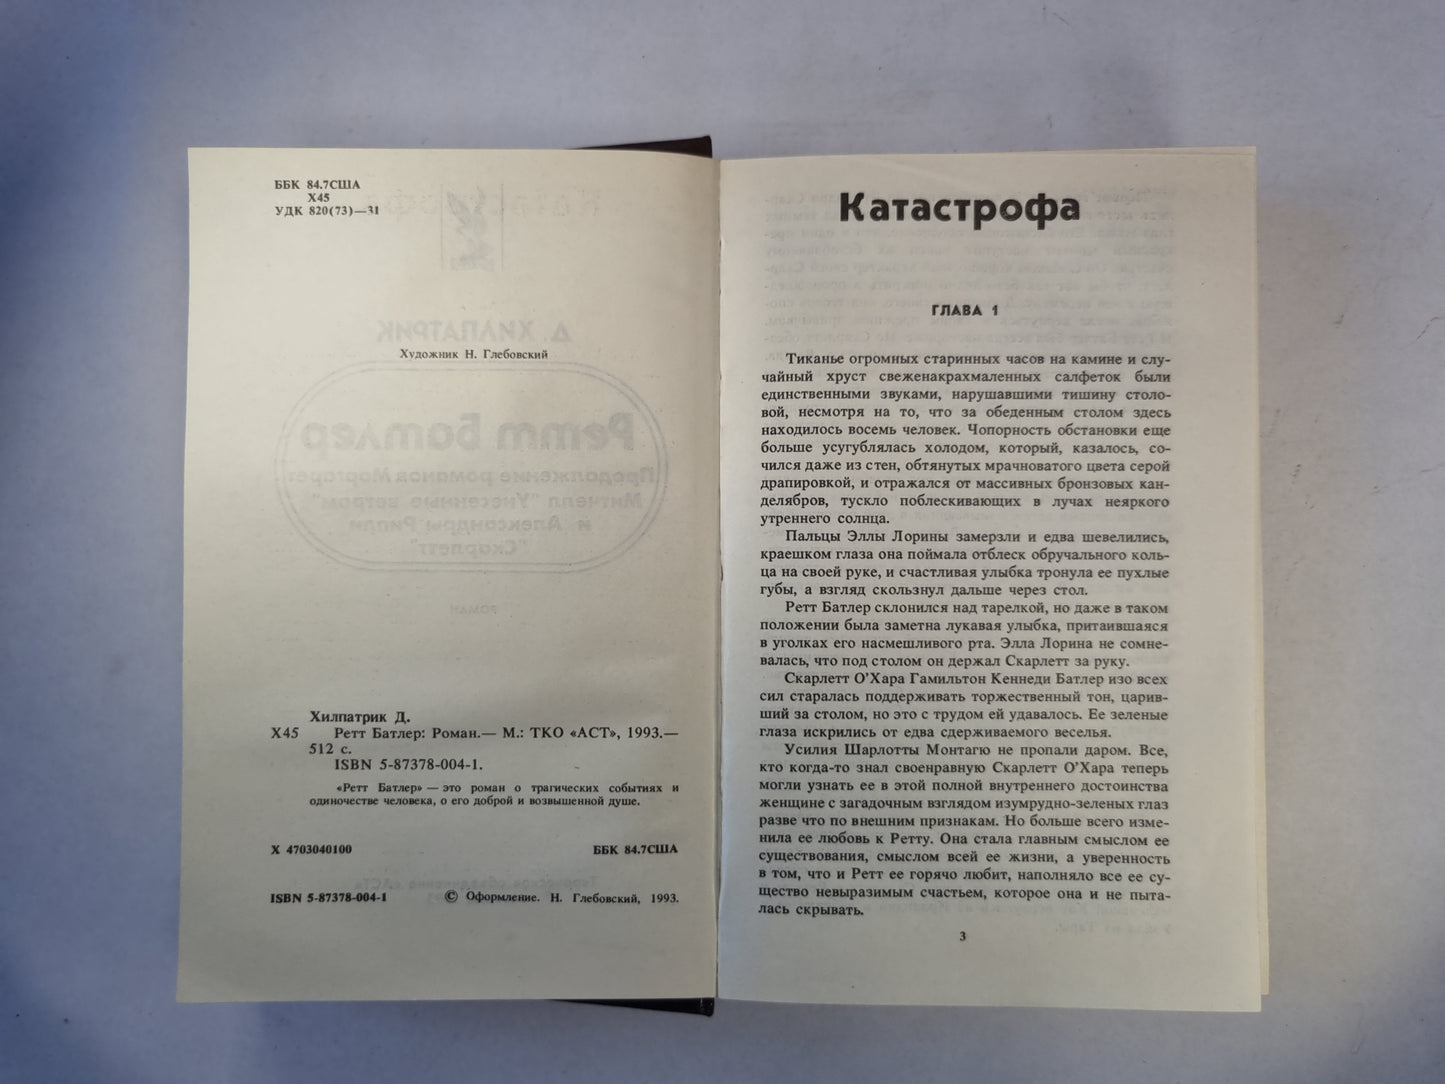 ББК 84.7США
Х45
УДК 820(73)—31
Художник Н. Глебовский
Хилпатрик Д.
Х45 Ретт Батлер: Роман.— М.: ТКО «АСТ», 1993.—
512 с.
ISBN 5-87378-004-1.
«Ретт Батлер» — это роман о трагических событиях и
одиночестве человека, о его доброй и возвышенной душе.
Х 4703040100 ББК 84.7США
ISBN 5-87378-004-1 © Оформление. Н. Глебовский, 1993.
Катастрофа
ГЛАВА 1
Тиканье огромных старинных часов на камине и слу-
чайный хруст свеженакрахмаленных салфеток были
единственными звуками, нарушавшими тишину столо-
вой, несмотря на то, что за обеденным столом здесь
находилось восемь человек. Чопорность обстановки еще
больше усугублялась холодом, который, казалось, со-
чился даже из стен, обтянутых мрачноватого цвета серой
драпировкой, и отражался от массивных бронзовых кан-
делябров, тускло поблескивающих в лучах неяркого
утреннего солнца.
Пальцы Эллы Лорины замерзли и едва шевелились,
краешком глаза она поймала отблеск обручального коль-
ца на своей руке, и счастливая улыбка тронула ее пухлые
губы, а взгляд скользнул дальше через стол.
Ретт Батлер склонился над тарелкой, но даже в таком
положении была заметна лукавая улыбка, притаившаяся
в уголках его насмешливого рта. Элла Лорина не сомне-
валась, что под столом он держал Скарлетт за руку.
Скарлетт О’Хара Гамильтон Кеннеди Батлер изо всех
сил старалась поддерживать торжественный тон, царив-
ший за столом, но это с трудом ей удавалось. Ее зеленые
глаза искрились от едва сдерживаемого веселья.
Усилия Шарлотты Монтагю не пропали даром. Все,
кто когда-то знал своенравную Скарлетт О’Хара теперь
могли узнать ее в этой полной внутреннего достоинства
женщине с загадочным взглядом изумрудно-зеленых глаз
разве что по внешним признакам. Но больше всего изме-
нила ее любовь к Ретту. Она стала главным смыслом ее
существования, смыслом всей ее жизни, а уверенность
в том, что и Ретт ее горячо любит, наполняло все ее су-
щество невыразимым счастьем, которое она и не пыта-
лась скрывать.
3